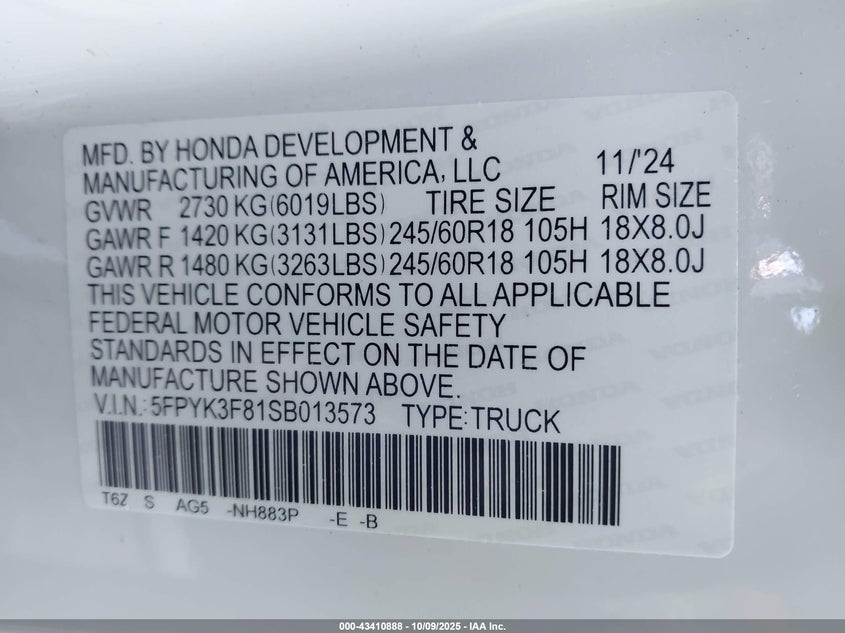 MFD. BY HONDA DEVELOPMENT &
MANUFACTURING OF AMERICA, LLC 11/'24
GVWR 2730 KG(6019LBS) TIRE SIZE RIM SIZE
GAWR F 1420 KG(3131LBS) 245/60R18 105H 18X8.0J
GAWR R 1480 KG(3263LBS) 245/60R18 105H 18X8.0J
THIS VEHICLE CONFORMS TO ALL APPLICABLE
FEDERAL MOTOR VEHICLE SAFETY
STANDARDS IN EFFECT ON THE DATE OF
MANUFACTURE SHOWN ABOVE.
V.I.N.: 5FPYK3F81SB013573 TYPE: TRUCK
T6Z S AG5 -NH883P -E -B
000-43410888 - 10/09/2025 - IAA Inc.